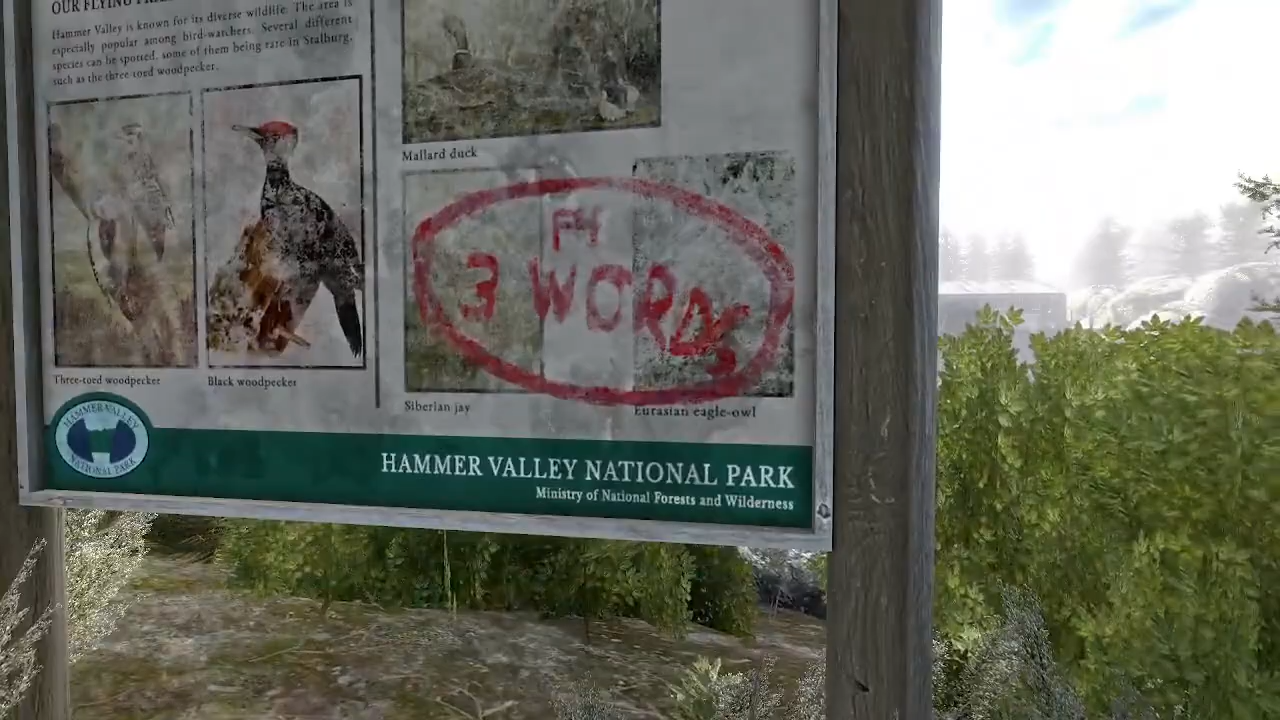 OUR FLYING
Hammer Valley is known for its diverse wildlife. The area is
especially popular among bird-watchers. Several different
species can be spotted, some of them being rare in Stalburg,
such as the three-toed woodpecker.
Three-toed woodpecker
Black woodpecker
Mallard duck
F4
3 WORDS
Siberian jay
Eurasian eagle-owl
HAMMER VALLEY
NATIONAL PARK
HAMMER VALLEY NATIONAL PARK
Ministry of National Forests and Wilderness